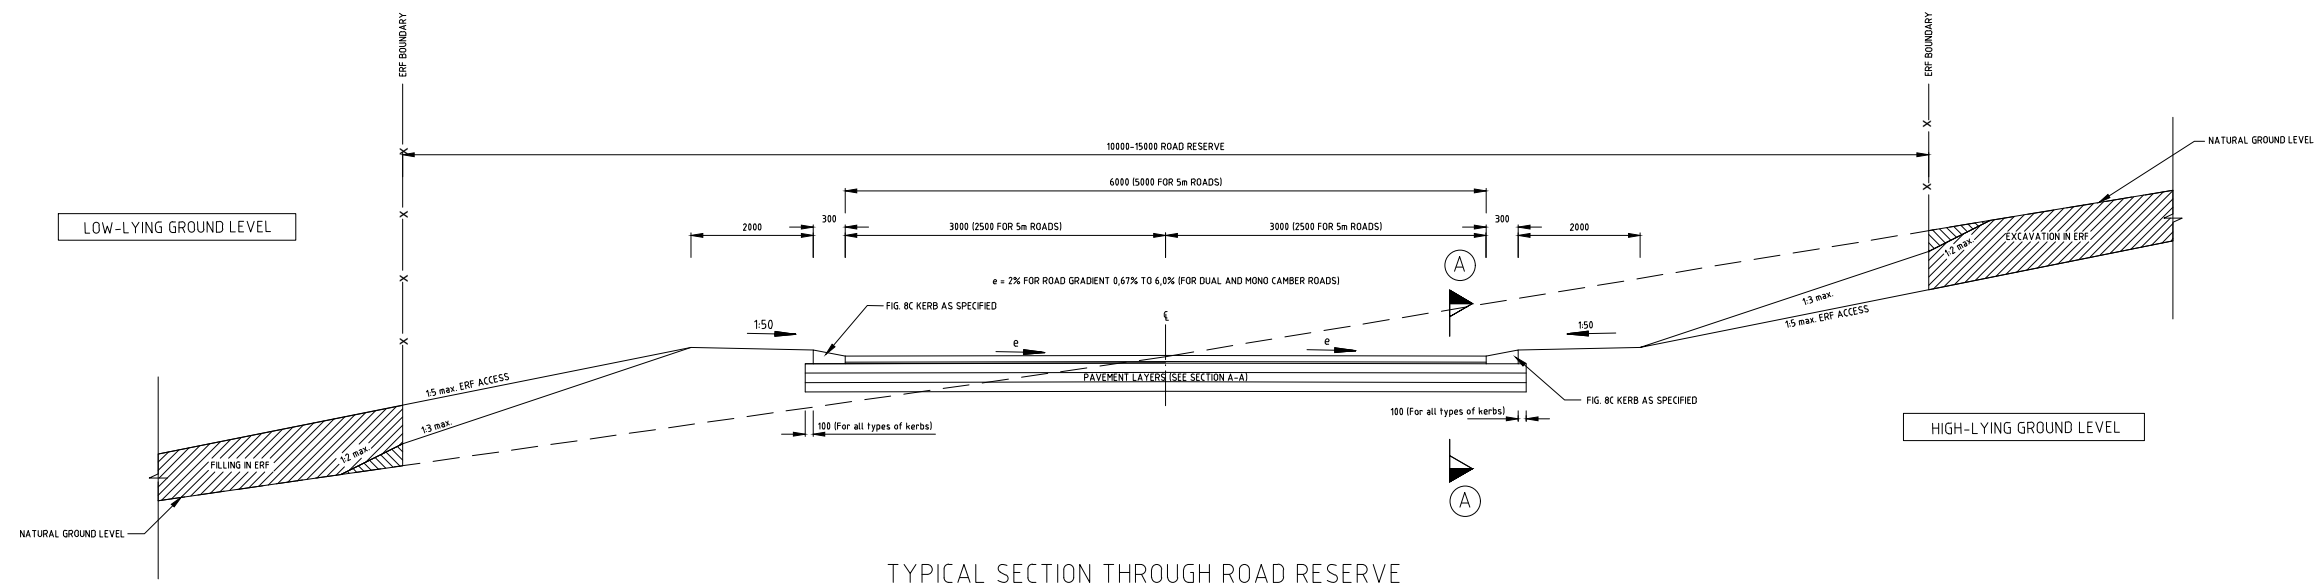 ERF BOUNDARY
ERF BOUNDARY
10000-15000 ROAD RESERVE
NATURAL GROUND LEVEL
6000 (5000 FOR 5m ROADS)
LOW-LYING GROUND LEVEL
2000
300
3000 (2500 FOR 5m ROADS)
3000 (2500 FOR 5m ROADS)
300
2000
EXCAVATION IN ERF
1:2 max.
A
e = 2% FOR ROAD GRADIENT 0,67% TO 6,0% (FOR DUAL AND MONO CAMBER ROADS)
FIG. 8C KERB AS SPECIFIED
1:3 max.
1:5 max. ERF ACCESS
1:50
℄
1:50
e
e
PAVEMENT LAYERS (SEE SECTION A-A)
1:5 max. ERF ACCESS
FIG. 8C KERB AS SPECIFIED
1:3 max.
100 (For all types of kerbs)
100 (For all types of kerbs)
HIGH-LYING GROUND LEVEL
1:2 max.
FILLING IN ERF
A
NATURAL GROUND LEVEL
TYPICAL SECTION THROUGH ROAD RESERVE